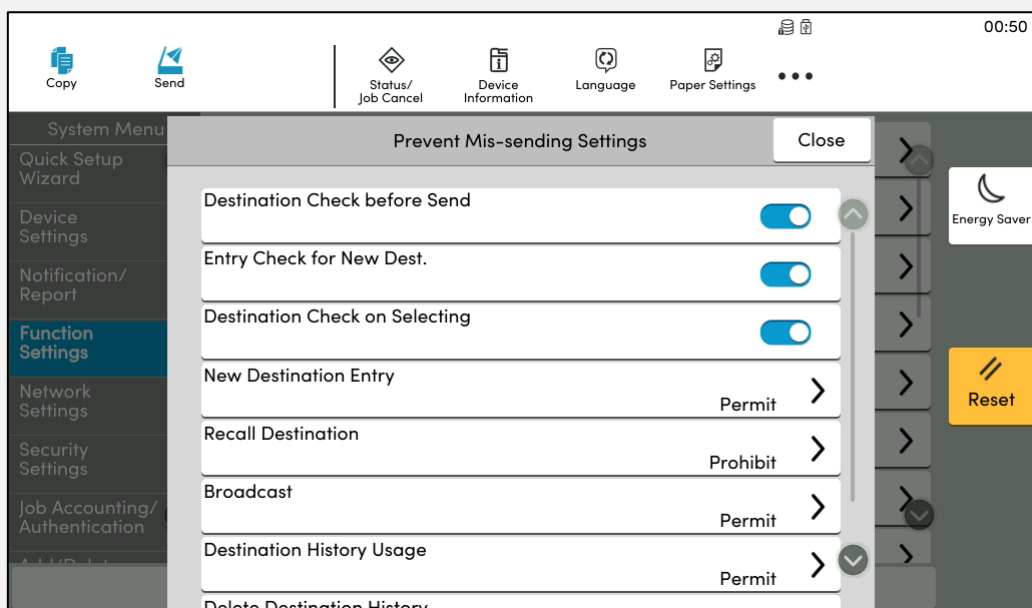 00:50
Copy
Send
Status/
Job Cancel
Device
Information
Language
Paper Settings
System Menu
Quick Setup
Wizard
Device
Settings
Notification/
Report
Function
Settings
Network
Settings
Security
Settings
Job Accounting/
Authentication
Prevent Mis-sending Settings
Close
Destination Check before Send
Entry Check for New Dest.
Destination Check on Selecting
New Destination Entry
Permit
Recall Destination
Prohibit
Broadcast
Permit
Destination History Usage
Permit
Delete Destination History
Energy Saver
Reset